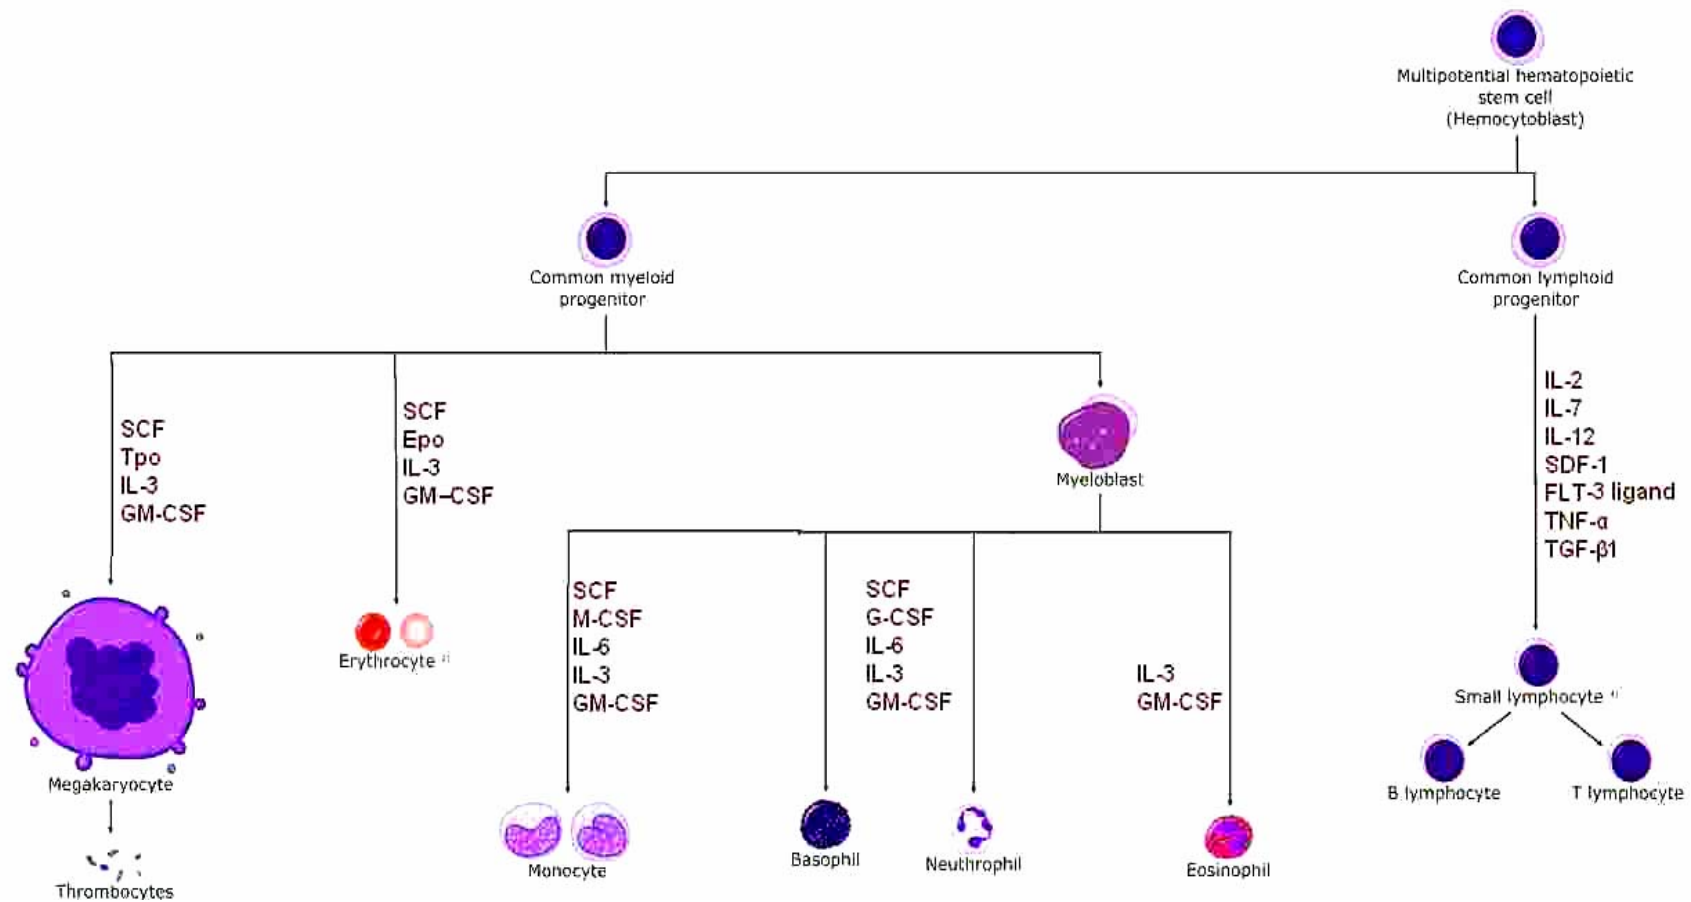 Multipotential hematopoietic
stem cell
(Hemocytoblast)
Common myeloid
progenitor
Common lymphoid
progenitor
SCF
Tpo
IL-3
GM-CSF
SCF
Epo
IL-3
GM-CSF
Myeloblast
IL-2
IL-7
IL-12
SDF-1
FLT-3 ligand
TNF-α
TGF-β1
SCF
M-CSF
IL-6
IL-3
GM-CSF
SCF
G-CSF
IL-6
IL-3
GM-CSF
IL-3
GM-CSF
Erythrocyte
Small lymphocyte
B lymphocyte
T lymphocyte
Megakaryocyte
Thrombocytes
Monocyte
Basophil
Neuthrophil
Eosinophil